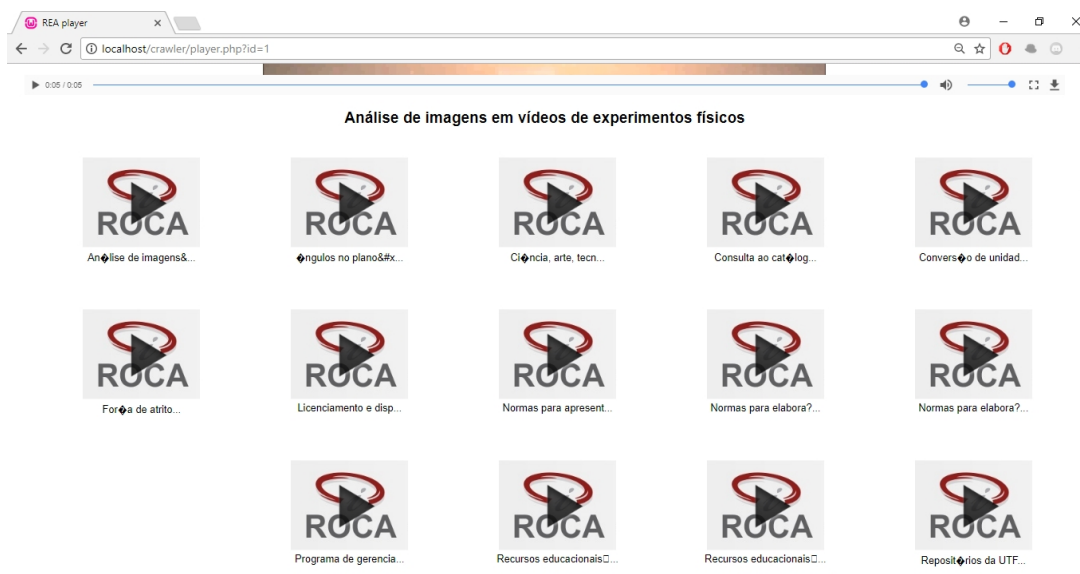 REA player
localhost/crawler/player.php?id=1
0:05 / 0:05
Análise de imagens em vídeos de experimentos físicos
ROCA ROCA ROCA ROCA ROCA
An�lise de imagens&... �ngulos no plano&#x... Ci�ncia, arte, tecn... Consulta ao cat�log... Convers�o de unidad...
ROCA ROCA ROCA ROCA ROCA
For�a de atrito... Licenciamento e disp... Normas para apresent... Normas para elabora?... Normas para elabora?...
ROCA ROCA ROCA ROCA
Programa de gerencia... Recursos educacionais□... Recursos educacionais□... Reposit�rios da UTF...